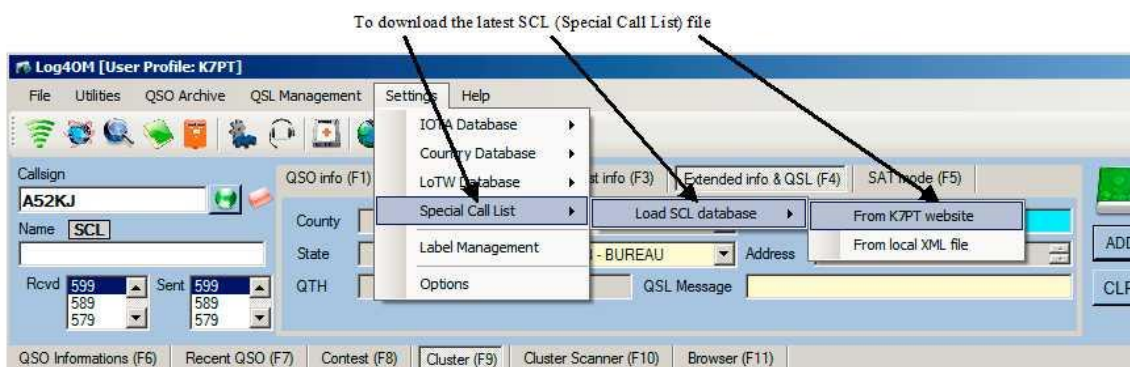 To download the latest SCL (Special Call List) file
Log4OM [User Profile: K7PT]
File Utilities QSO Archive QSL Management Settings Help
IOTA Database
Country Database
LoTW Database
Special Call List
Label Management
Options
Load SCL database
From K7PT website
From local XML file
Callsign
A52KJ
Name SCL
Rcvd 599 Sent 599
589 589
579 579
QSO info (F1) st info (F3) Extended info & QSL (F4) SAT mode (F5)
County
State - BUREAU Address
QTH QSL Message
ADD
CLR
QSO Informations (F6) Recent QSO (F7) Contest (F8) Cluster (F9) Cluster Scanner (F10) Browser (F11)